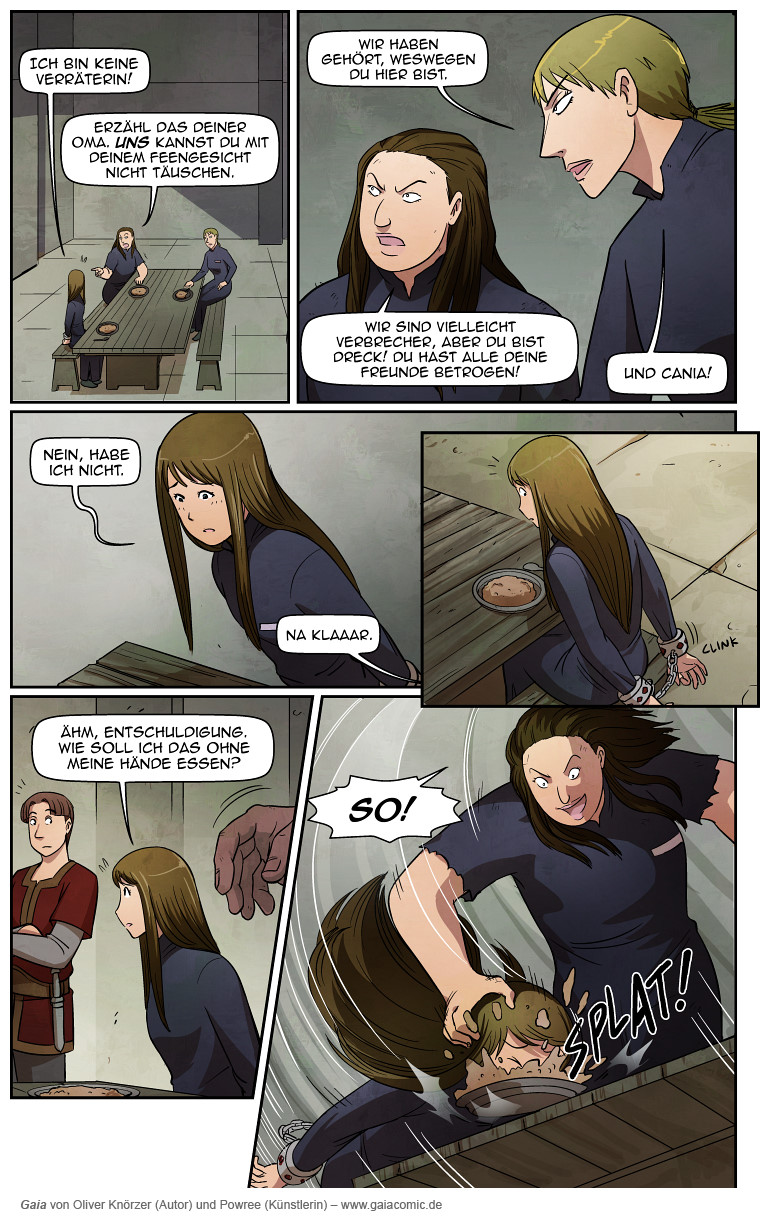 ICH BIN KEINE
VERRÄTERIN!
ERZÄHL DAS DEINER
OMA. UNS KANNST DU MIT
DEINEM FEENGESICHT
NICHT TÄUSCHEN.
WIR HABEN
GEHÖRT, WESWEGEN
DU HIER BIST.
WIR SIND VIELLEICHT
VERBRECHER, ABER DU BIST
DRECK! DU HAST ALLE DEINE
FREUNDE BETROGEN!
UND CANIA!
NEIN, HABE
ICH NICHT.
NA KLAAAR.
CLINK
ÄHM, ENTSCHULDIGUNG.
WIE SOLL ICH DAS OHNE
MEINE HÄNDE ESSEN?
SO!
SPLAT!
Gaia von Oliver Knörzer (Autor) und Powree (Künstlerin) – www.gaiacomic.de